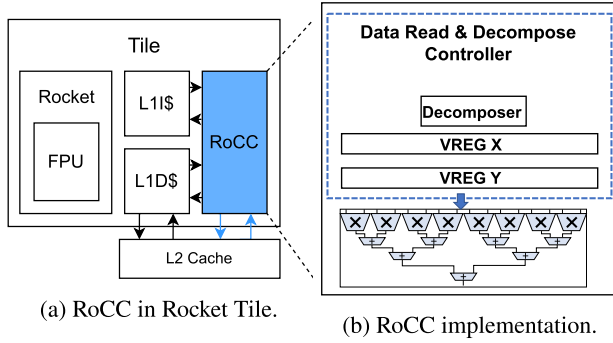 Tile
Rocket
FPU
L1I$
L1D$
RoCC
L2 Cache
(a) RoCC in Rocket Tile.
Data Read & Decompose
Controller
Decomposer
VREG X
VREG Y
× × × × × × × ×
+ + + +
+ +
+
(b) RoCC implementation.